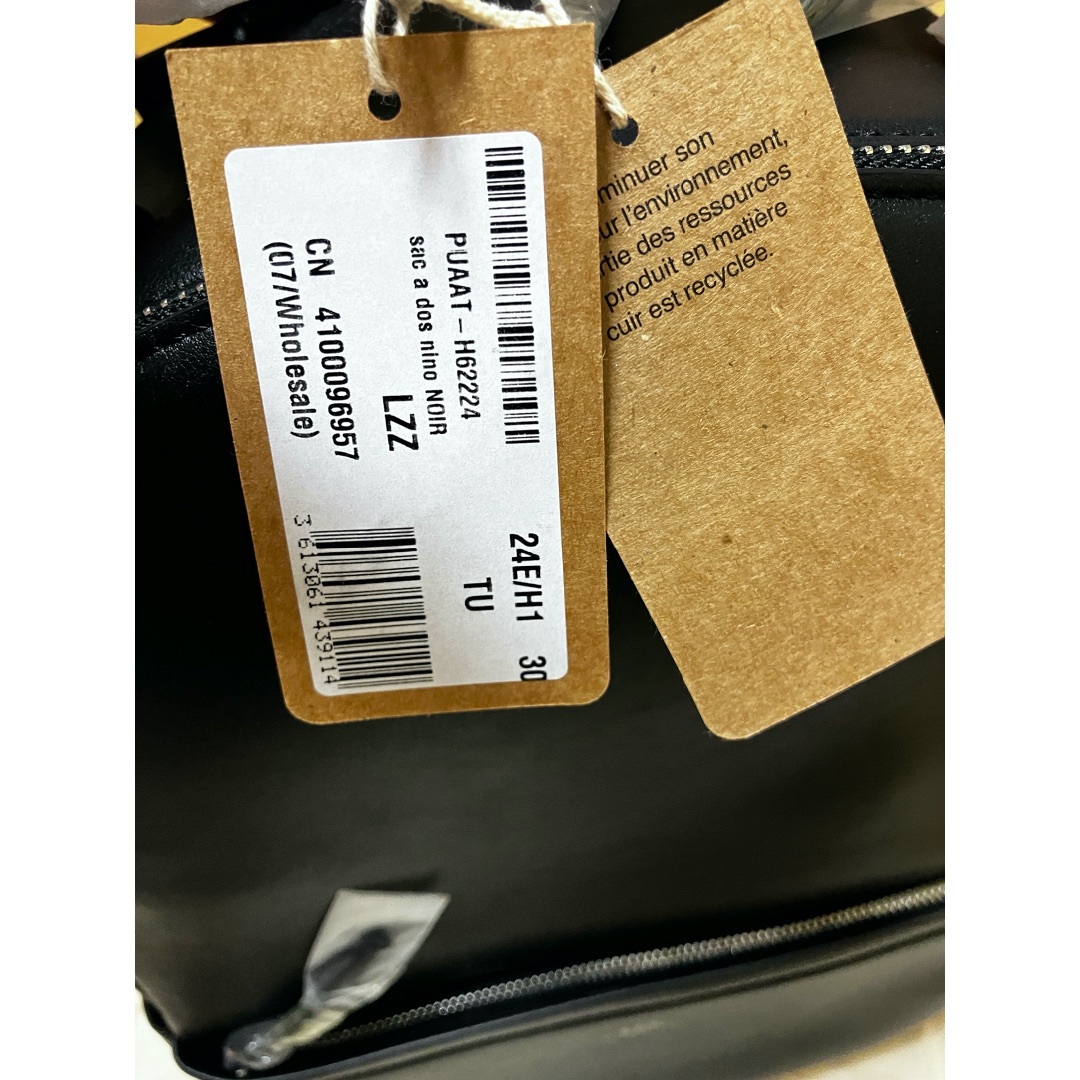 PUAAT – H62224
sac a dos nino NOIR
LZZ
CN 4100096957
(07/Wholesale)
24E/H1 30
TU
3 613061 439114
minuer son
ur l'environnement,
rtie des ressources
produit en matière
cuir est recyclée.